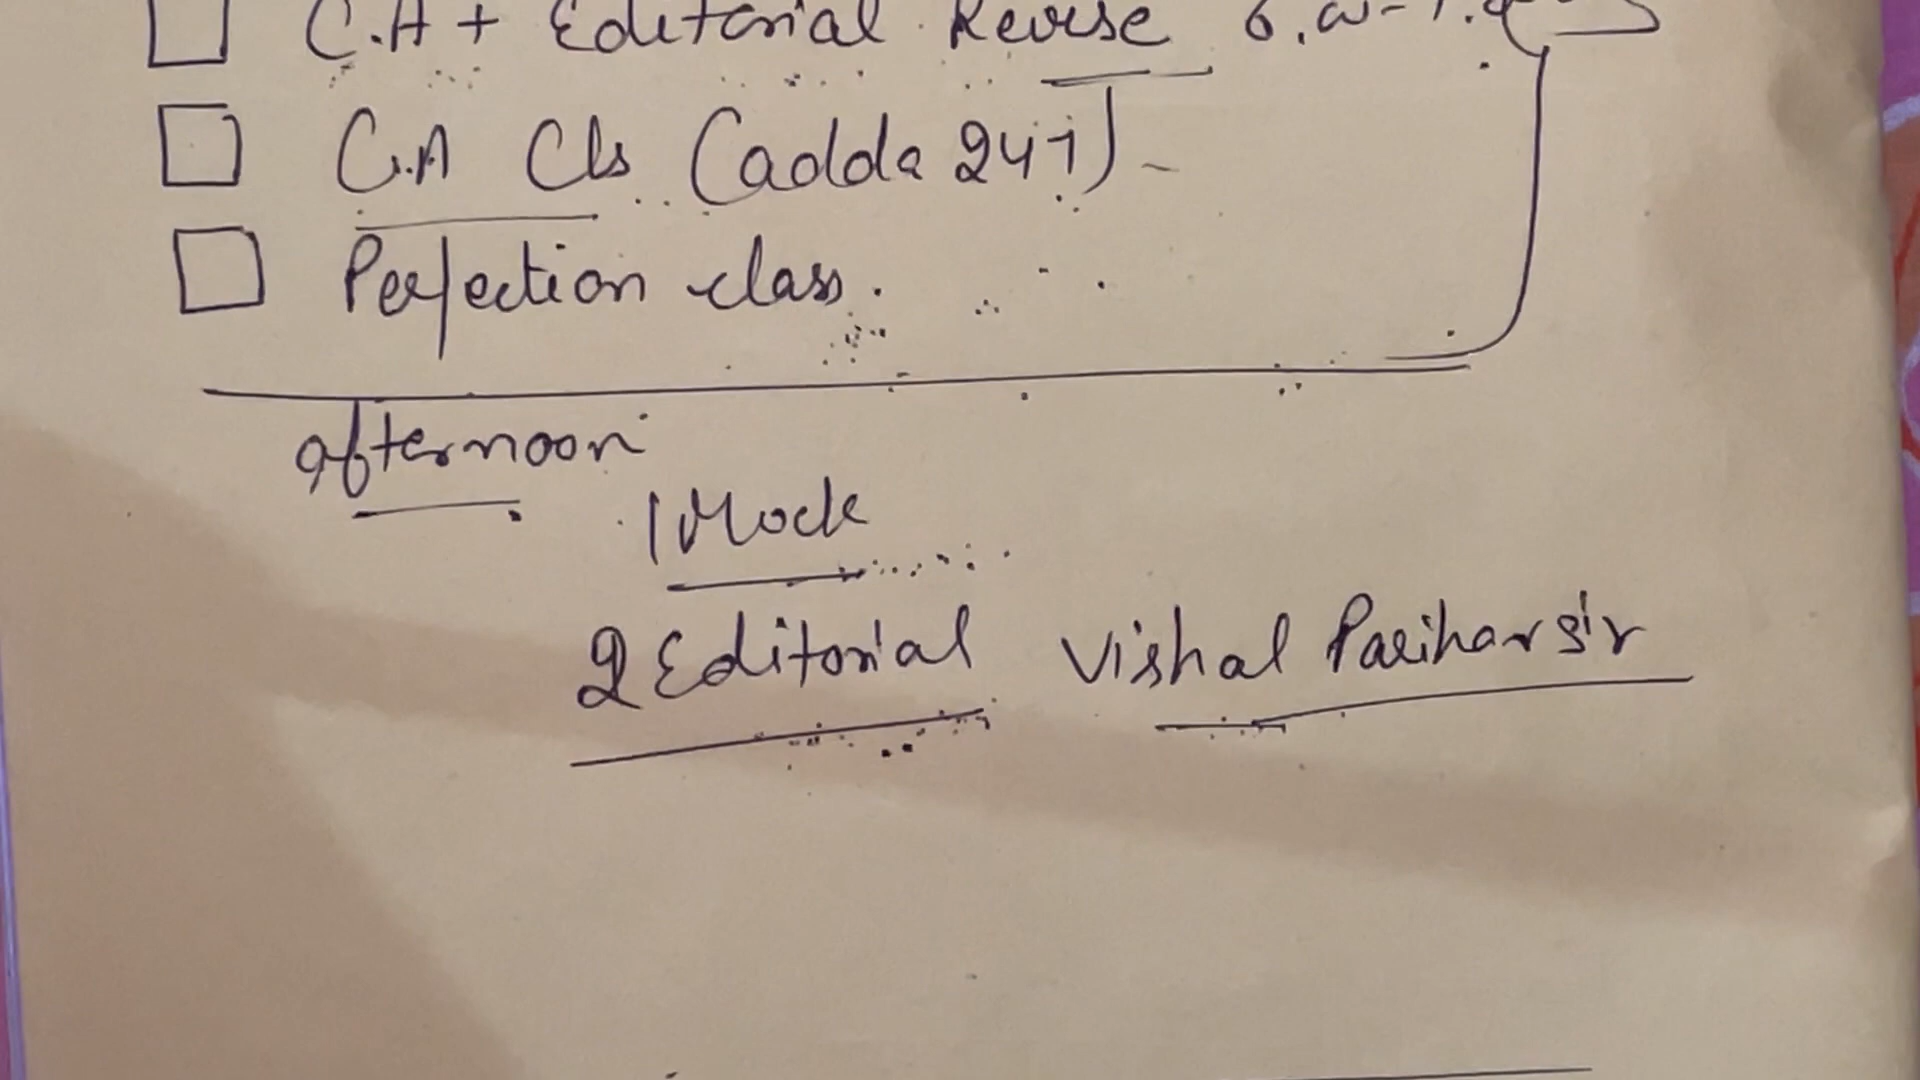 C.A + Editorial Revise
C.A Cls (adda 247) -
Perfection class.
afternoon
1 Mock
2 Editorial Vishal Parihar sir